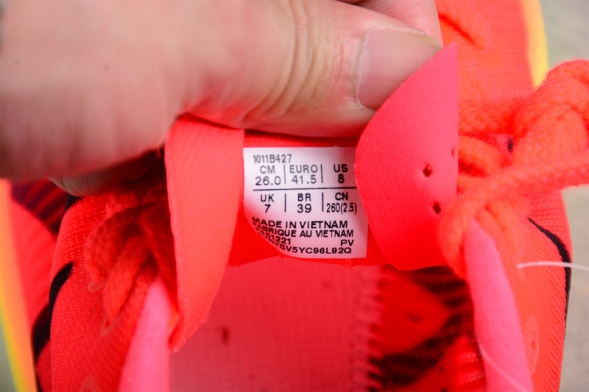 1011B427
CM EURO US
26.0 41.5 8
UK BR CN
7 39 260(2.5)
MADE IN VIETNAM
FABRIQUE AU VIETNAM
PV